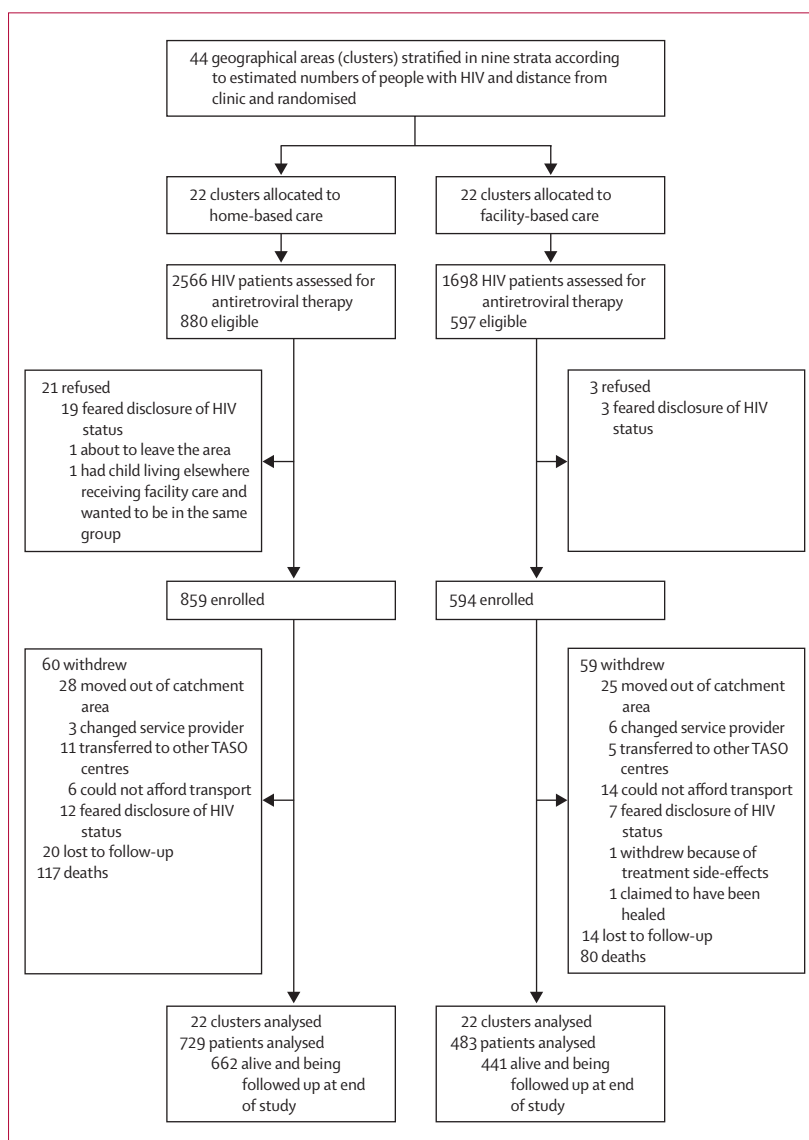 44 geographical areas (clusters) stratified in nine strata according
to estimated numbers of people with HIV and distance from
clinic and randomised
22 clusters allocated to
home-based care
22 clusters allocated to
facility-based care
2566 HIV patients assessed for
antiretroviral therapy
880 eligible
1698 HIV patients assessed for
antiretroviral therapy
597 eligible
21 refused
19 feared disclosure of HIV
status
1 about to leave the area
1 had child living elsewhere
receiving facility care and
wanted to be in the same
group
3 refused
3 feared disclosure of HIV
status
859 enrolled
594 enrolled
60 withdrew
28 moved out of catchment
area
3 changed service provider
11 transferred to other TASO
centres
6 could not afford transport
12 feared disclosure of HIV
status
20 lost to follow-up
117 deaths
59 withdrew
25 moved out of catchment
area
6 changed service provider
5 transferred to other TASO
centres
14 could not afford transport
7 feared disclosure of HIV
status
1 withdrew because of
treatment side-effects
1 claimed to have been
healed
14 lost to follow-up
80 deaths
22 clusters analysed
729 patients analysed
662 alive and being
followed up at end
of study
22 clusters analysed
483 patients analysed
441 alive and being
followed up at end
of study